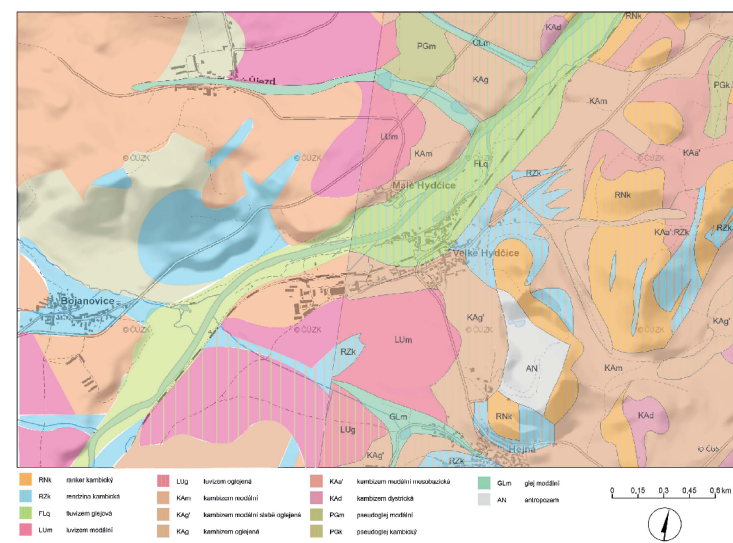 RNk
KAd
GLm
PGm
KAg
PGk
Újezd
KAm
LUm
© ČÚZK
© ČÚZK
© ČÚZK
KAm
KAa'
FLq
RZk
Malé Hydčice
RNk
RZk
KAa'.RZk
Velké Hydčice
Bojanovice
© ČÚZK
© ČÚZK
© ČÚZK
KAg'
KAg'
LUm
RZk
AN
KAm
RNk
KAd
GLm
LUg
Hejná
KAg'
RZk
© ČÚZ
RNk ranker kambický
RZk rendzina kambická
FLq fluvizem glejová
LUm luvizem modální
LUg luvizem oglejená
KAm kambizem modální
KAg' kambizem modální slabě oglejená
KAg kambizem oglejená
KAa' kambizem modální mesobazická
KAd kambizem dystrická
PGm pseudoglej modální
PGk pseudoglej kambický
GLm glej modální
AN antropozem
0 0,15 0,3 0,45 0,6 km